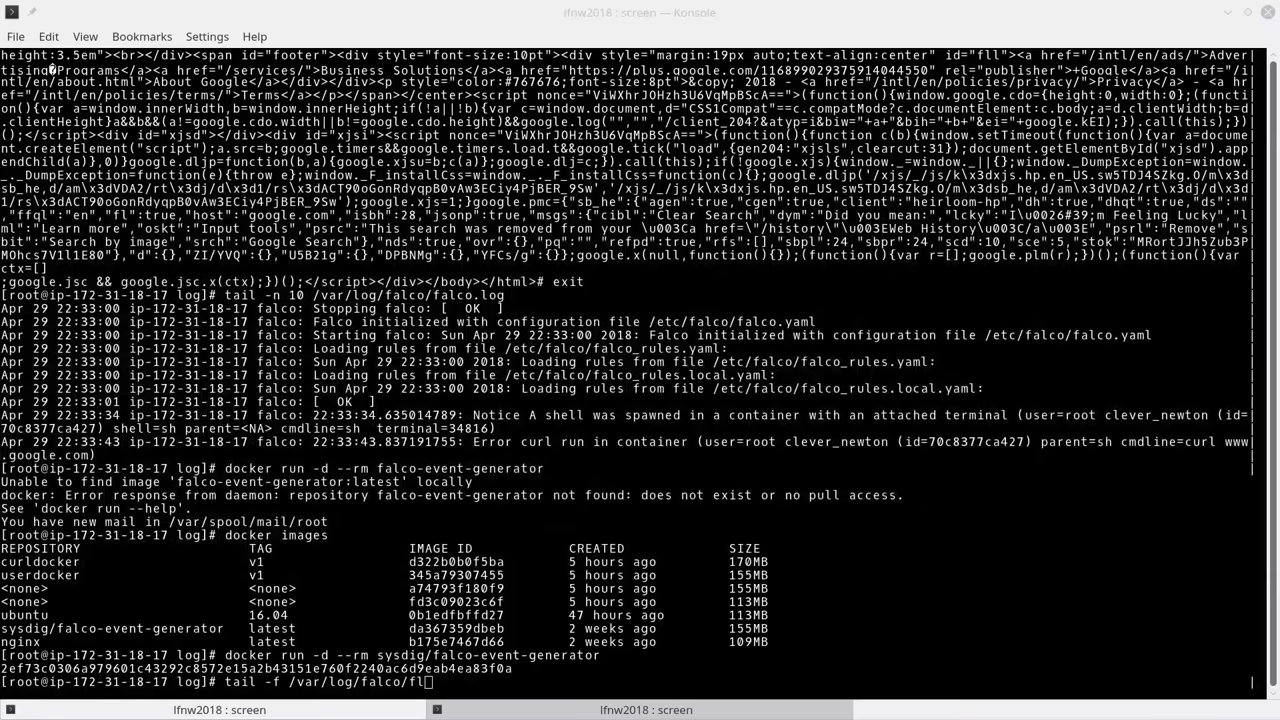 lfnw2018 : screen — Konsole
File Edit View Bookmarks Settings Help
height:3.5em"><br></div><span id="footer"><div style="font-size:10pt"><div style="margin:19px auto;text-align:center" id="fll"><a href="/intl/en/ads/">Adver
tising�Programs</a><a href="/services/">Business Solutions</a><a href="https://plus.google.com/116899029375914044550" rel="publisher">+Google</a><a href="/i
ntl/en/about.html">About Google</a></div></div><p style="color:#767676;font-size:8pt">&copy; 2018 - <a href="/intl/en/policies/privacy/">Privacy</a> - <a hr
ef="/intl/en/policies/terms/">Terms</a></p></span></center><script nonce="ViWXhrJOHzh3U6VqMpBSCA==">(function(){window.google.cdo={height:0,width:0};(functi
on(){var a=window.innerWidth,b=window.innerHeight;if(!a||!b){var c=window.document,d="CSS1Compat"==c.compatMode?c.documentElement:c.body;a=d.clientWidth;b=d
.clientHeight}a&&b&&(a!=google.cdo.width||b!=google.cdo.height)&&google.log("","","/client_204?&atyp=i&biw="+a+"&bih="+b+"&ei="+google.kEI);}).call(this);})
();</script><div id="xjsd"></div><div id="xjsi"><script nonce="ViWXhrJOHzh3U6VqMpBSCA==">(function(){function c(b){window.setTimeout(function(){var a=docume
nt.createElement("script");a.src=b;google.timers&&google.timers.load.t&&google.tick("load",{gen204:"xjsls",clearcut:31});document.getElementById("xjsd").app
endChild(a)},0)}google.dljp=function(b,a){google.xjsu=b;c(a)};google.dlj=c;}).call(this);if(!google.xjs){window._=window._||{};window._DumpException=window.
_._DumpException=function(e){throw e};window._F_installCss=window._._F_installCss=function(c){};google.dljp('/xjs/_/js/k\x3dxjs.hp.en_US.sw5TDJ4SZkg.O/m\x3d
sb_he,d/am\x3dVDA2/rt\x3dj/d\x3d1/rs\x3dACT90oGonRdyqpB0vAw3ECiy4PjBER_9Sw','/xjs/_/js/k\x3dxjs.hp.en_US.sw5TDJ4SZkg.O/m\x3dsb_he,d/am\x3dVDA2/rt\x3dj/d\x3d
1/rs\x3dACT90oGonRdyqpB0vAw3ECiy4PjBER_9Sw');google.xjs=1;}google.pmc={"sb_he":{"agen":true,"cgen":true,"client":"heirloom-hp","dh":true,"dhqt":true,"ds":""
,"ffql":"en","fl":true,"host":"google.com","isbh":28,"jsonp":true,"msgs":{"cibl":"Clear Search","dym":"Did you mean:","lcky":"I\u0026#39;m Feeling Lucky","l
ml":"Learn more","oskt":"Input tools","psrc":"This search was removed from your \u003Ca href=\"/history\"\u003EWeb History\u003C/a\u003E","psrl":"Remove","s
bit":"Search by image","srch":"Google Search"},"nds":true,"ovr":{},"pq":"","refpd":true,"rfs":[],"sbpl":24,"sbpr":24,"scd":10,"sce":5,"stok":"MRortJJh5Zub3P
MOhcs7V1l1E80"},"d":{},"ZI/YVQ":{},"U5B21g":{},"DPBNMg":{},"YFCs/g":{}};google.x(null,function(){});(function(){var r=[];google.plm(r);})();(function(){var
ctx=[]
;google.jsc && google.jsc.x(ctx);})();</script></div></body></html># exit
[root@ip-172-31-18-17 log]# tail -n 10 /var/log/falco/falco.log
Apr 29 22:33:00 ip-172-31-18-17 falco: Stopping falco: [  OK  ]
Apr 29 22:33:00 ip-172-31-18-17 falco: Falco initialized with configuration file /etc/falco/falco.yaml
Apr 29 22:33:00 ip-172-31-18-17 falco: Starting falco: Sun Apr 29 22:33:00 2018: Falco initialized with configuration file /etc/falco/falco.yaml
Apr 29 22:33:00 ip-172-31-18-17 falco: Loading rules from file /etc/falco/falco_rules.yaml:
Apr 29 22:33:00 ip-172-31-18-17 falco: Sun Apr 29 22:33:00 2018: Loading rules from file /etc/falco/falco_rules.yaml:
Apr 29 22:33:00 ip-172-31-18-17 falco: Loading rules from file /etc/falco/falco_rules.local.yaml:
Apr 29 22:33:00 ip-172-31-18-17 falco: Sun Apr 29 22:33:00 2018: Loading rules from file /etc/falco/falco_rules.local.yaml:
Apr 29 22:33:01 ip-172-31-18-17 falco: [  OK  ]
Apr 29 22:33:34 ip-172-31-18-17 falco: 22:33:34.635014789: Notice A shell was spawned in a container with an attached terminal (user=root clever_newton (id=
70c8377ca427) shell=sh parent=<NA> cmdline=sh  terminal=34816)
Apr 29 22:33:43 ip-172-31-18-17 falco: 22:33:43.837191755: Error curl run in container (user=root clever_newton (id=70c8377ca427) parent=sh cmdline=curl www
.google.com)
[root@ip-172-31-18-17 log]# docker run -d --rm falco-event-generator
Unable to find image 'falco-event-generator:latest' locally
docker: Error response from daemon: repository falco-event-generator not found: does not exist or no pull access.
See 'docker run --help'.
You have new mail in /var/spool/mail/root
[root@ip-172-31-18-17 log]# docker images
REPOSITORY TAG IMAGE ID CREATED SIZE
curldocker v1 d322b0b0f5ba 5 hours ago 170MB
userdocker v1 345a79307455 5 hours ago 155MB
<none> <none> a74793f180f9 5 hours ago 155MB
<none> <none> fd3c09023c6f 5 hours ago 113MB
ubuntu 16.04 0b1edfbffd27 47 hours ago 113MB
sysdig/falco-event-generator latest da367359dbeb 2 weeks ago 155MB
nginx latest b175e7467d66 2 weeks ago 109MB
[root@ip-172-31-18-17 log]# docker run -d --rm sysdig/falco-event-generator
2ef73c0306a979601c43292c8572e15a2b43151e760f2240ac6d9eab4ea83f0a
[root@ip-172-31-18-17 log]# tail -f /var/log/falco/fl
lfnw2018 : screen
lfnw2018 : screen